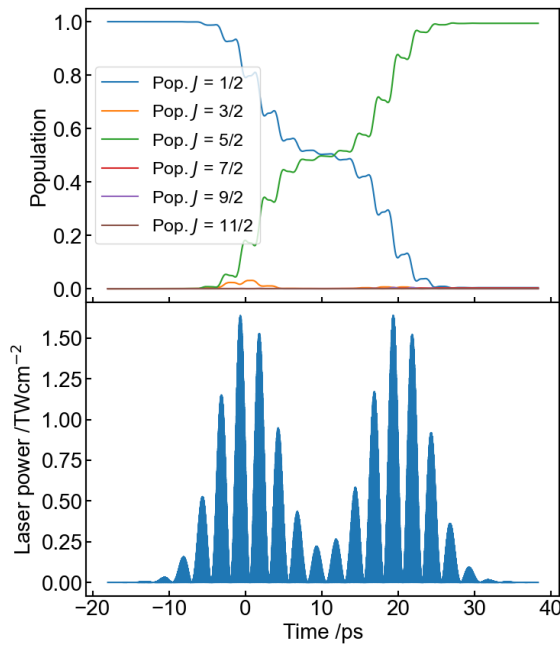 1.0
0.8
0.6
0.4
0.2
0.0
Population
Pop. J = 1/2
Pop. J = 3/2
Pop. J = 5/2
Pop. J = 7/2
Pop. J = 9/2
Pop. J = 11/2
1.50
1.25
1.00
0.75
0.50
0.25
0.00
Laser power /TWcm⁻²
−20 −10 0 10 20 30 40
Time /ps